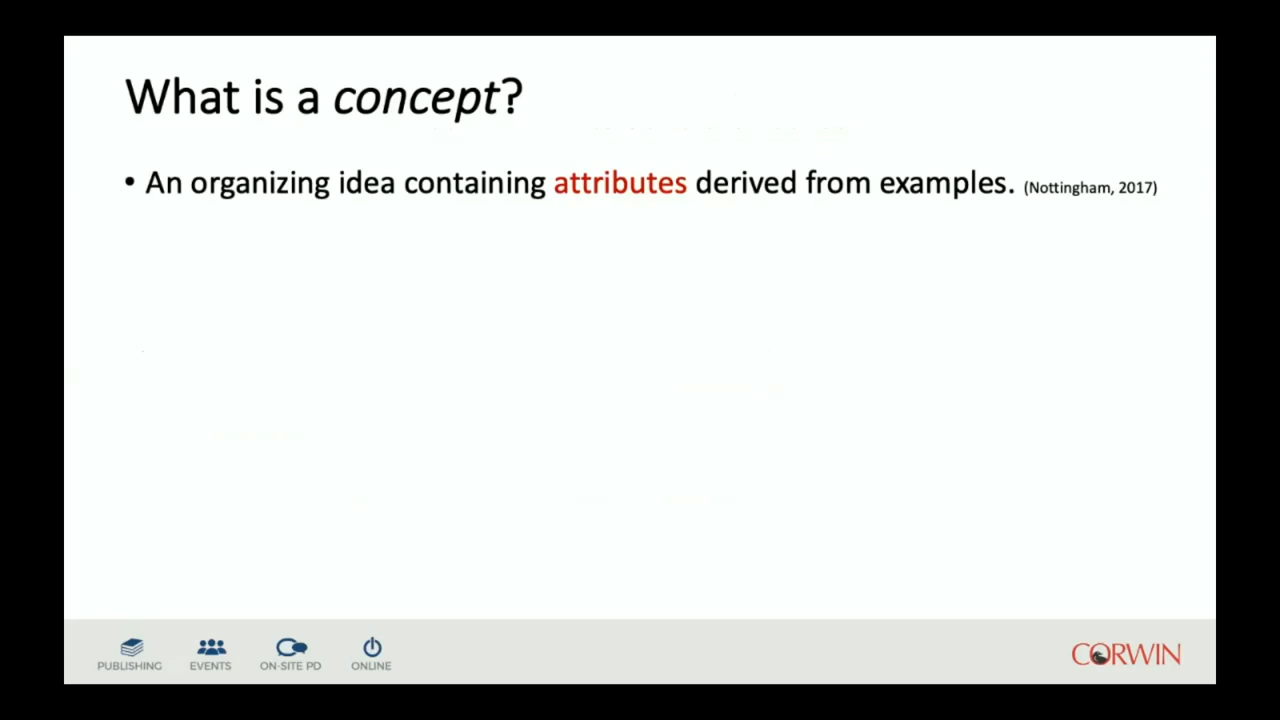 What is a concept?
• An organizing idea containing attributes derived from examples. (Nottingham, 2017)
PUBLISHING EVENTS ON-SITE PD ONLINE CORWIN